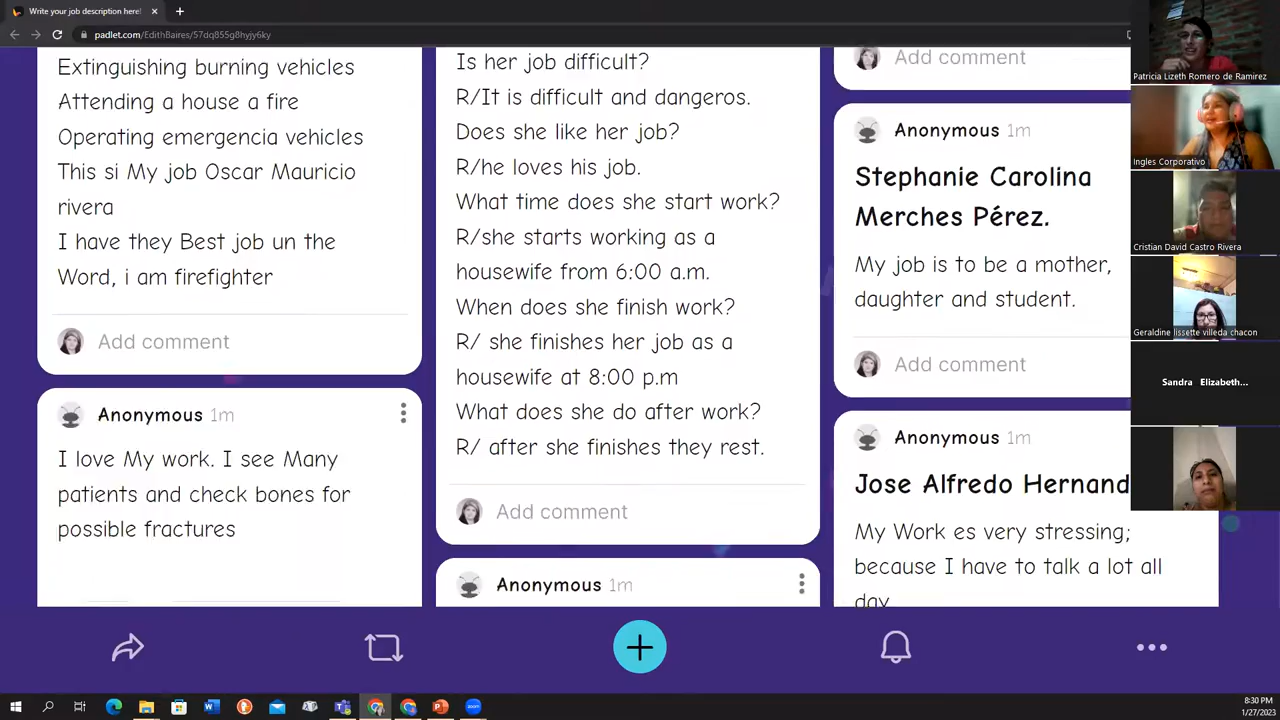 Write your job description here!
padlet.com/EdithBaires/57dq855g8hyjy6ky
Extinguishing burning vehicles
Attending a house a fire
Operating emergencia vehicles
This si My job Oscar Mauricio
rivera
I have they Best job un the
Word, i am firefighter
Add comment
Anonymous 1m
I love My work. I see Many
patients and check bones for
possible fractures
Is her job difficult?
R/It is difficult and dangeros.
Does she like her job?
R/he loves his job.
What time does she start work?
R/she starts working as a
housewife from 6:00 a.m.
When does she finish work?
R/ she finishes her job as a
housewife at 8:00 p.m
What does she do after work?
R/ after she finishes they rest.
Add comment
Anonymous 1m
Add comment
Anonymous 1m
Stephanie Carolina
Merches Pérez.
My job is to be a mother,
daughter and student.
Add comment
Anonymous 1m
Jose Alfredo Hernand
My Work es very stressing;
because I have to talk a lot all
day
Patricia Lizeth Romero de Ramirez
Ingles Corporativo
Cristian David Castro Rivera
Geraldine lissette villeda chacon
Sandra Elizabeth...
8:30 PM
1/27/2023